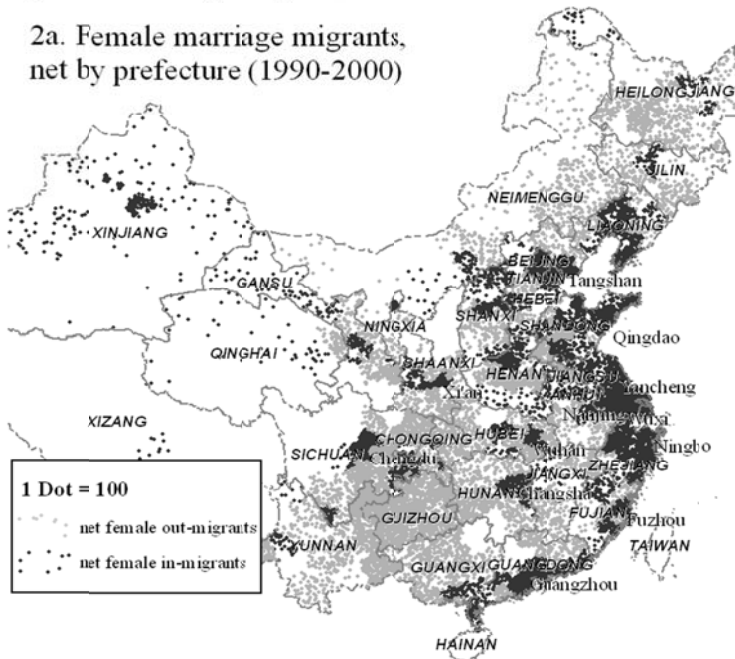 2a. Female marriage migrants,
net by prefecture (1990-2000)
HEILONGJIANG
JILIN
NEIMENGGU
LIAONING
XINJIANG
BEIJING
TIANJIN
Tangshan
GANSU
HEBEI
SHANXI
SHANDONG
NINGXIA
Qingdao
QINGHAI
SHAANXI
HENAN
JIANGSU
Xi'an
ANHUI
Yancheng
Nanjing
Wuxi
XIZANG
CHONGQING
HUBEI
SICHUAN
Chengdu
Wuhan
Ningbo
ZHEJIANG
JIANGXI
HUNAN
Changsha
GJIZHOU
FUJIAN
Fuzhou
YUNNAN
TAIWAN
GUANGXI
GUANGDONG
Guangzhou
HAINAN
1 Dot = 100
net female out-migrants
net female in-migrants